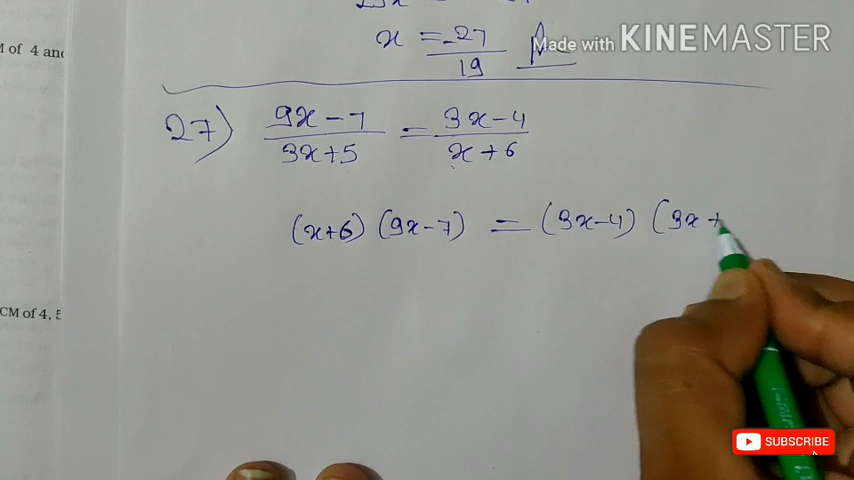 x = -27
19
Made with KINEMASTER
M of 4 and
27) 9x-7 = 3x-4
3x+5 x+6
(x+6) (9x-7) = (3x-4) (3x+
CM of 4, 5
SUBSCRIBE